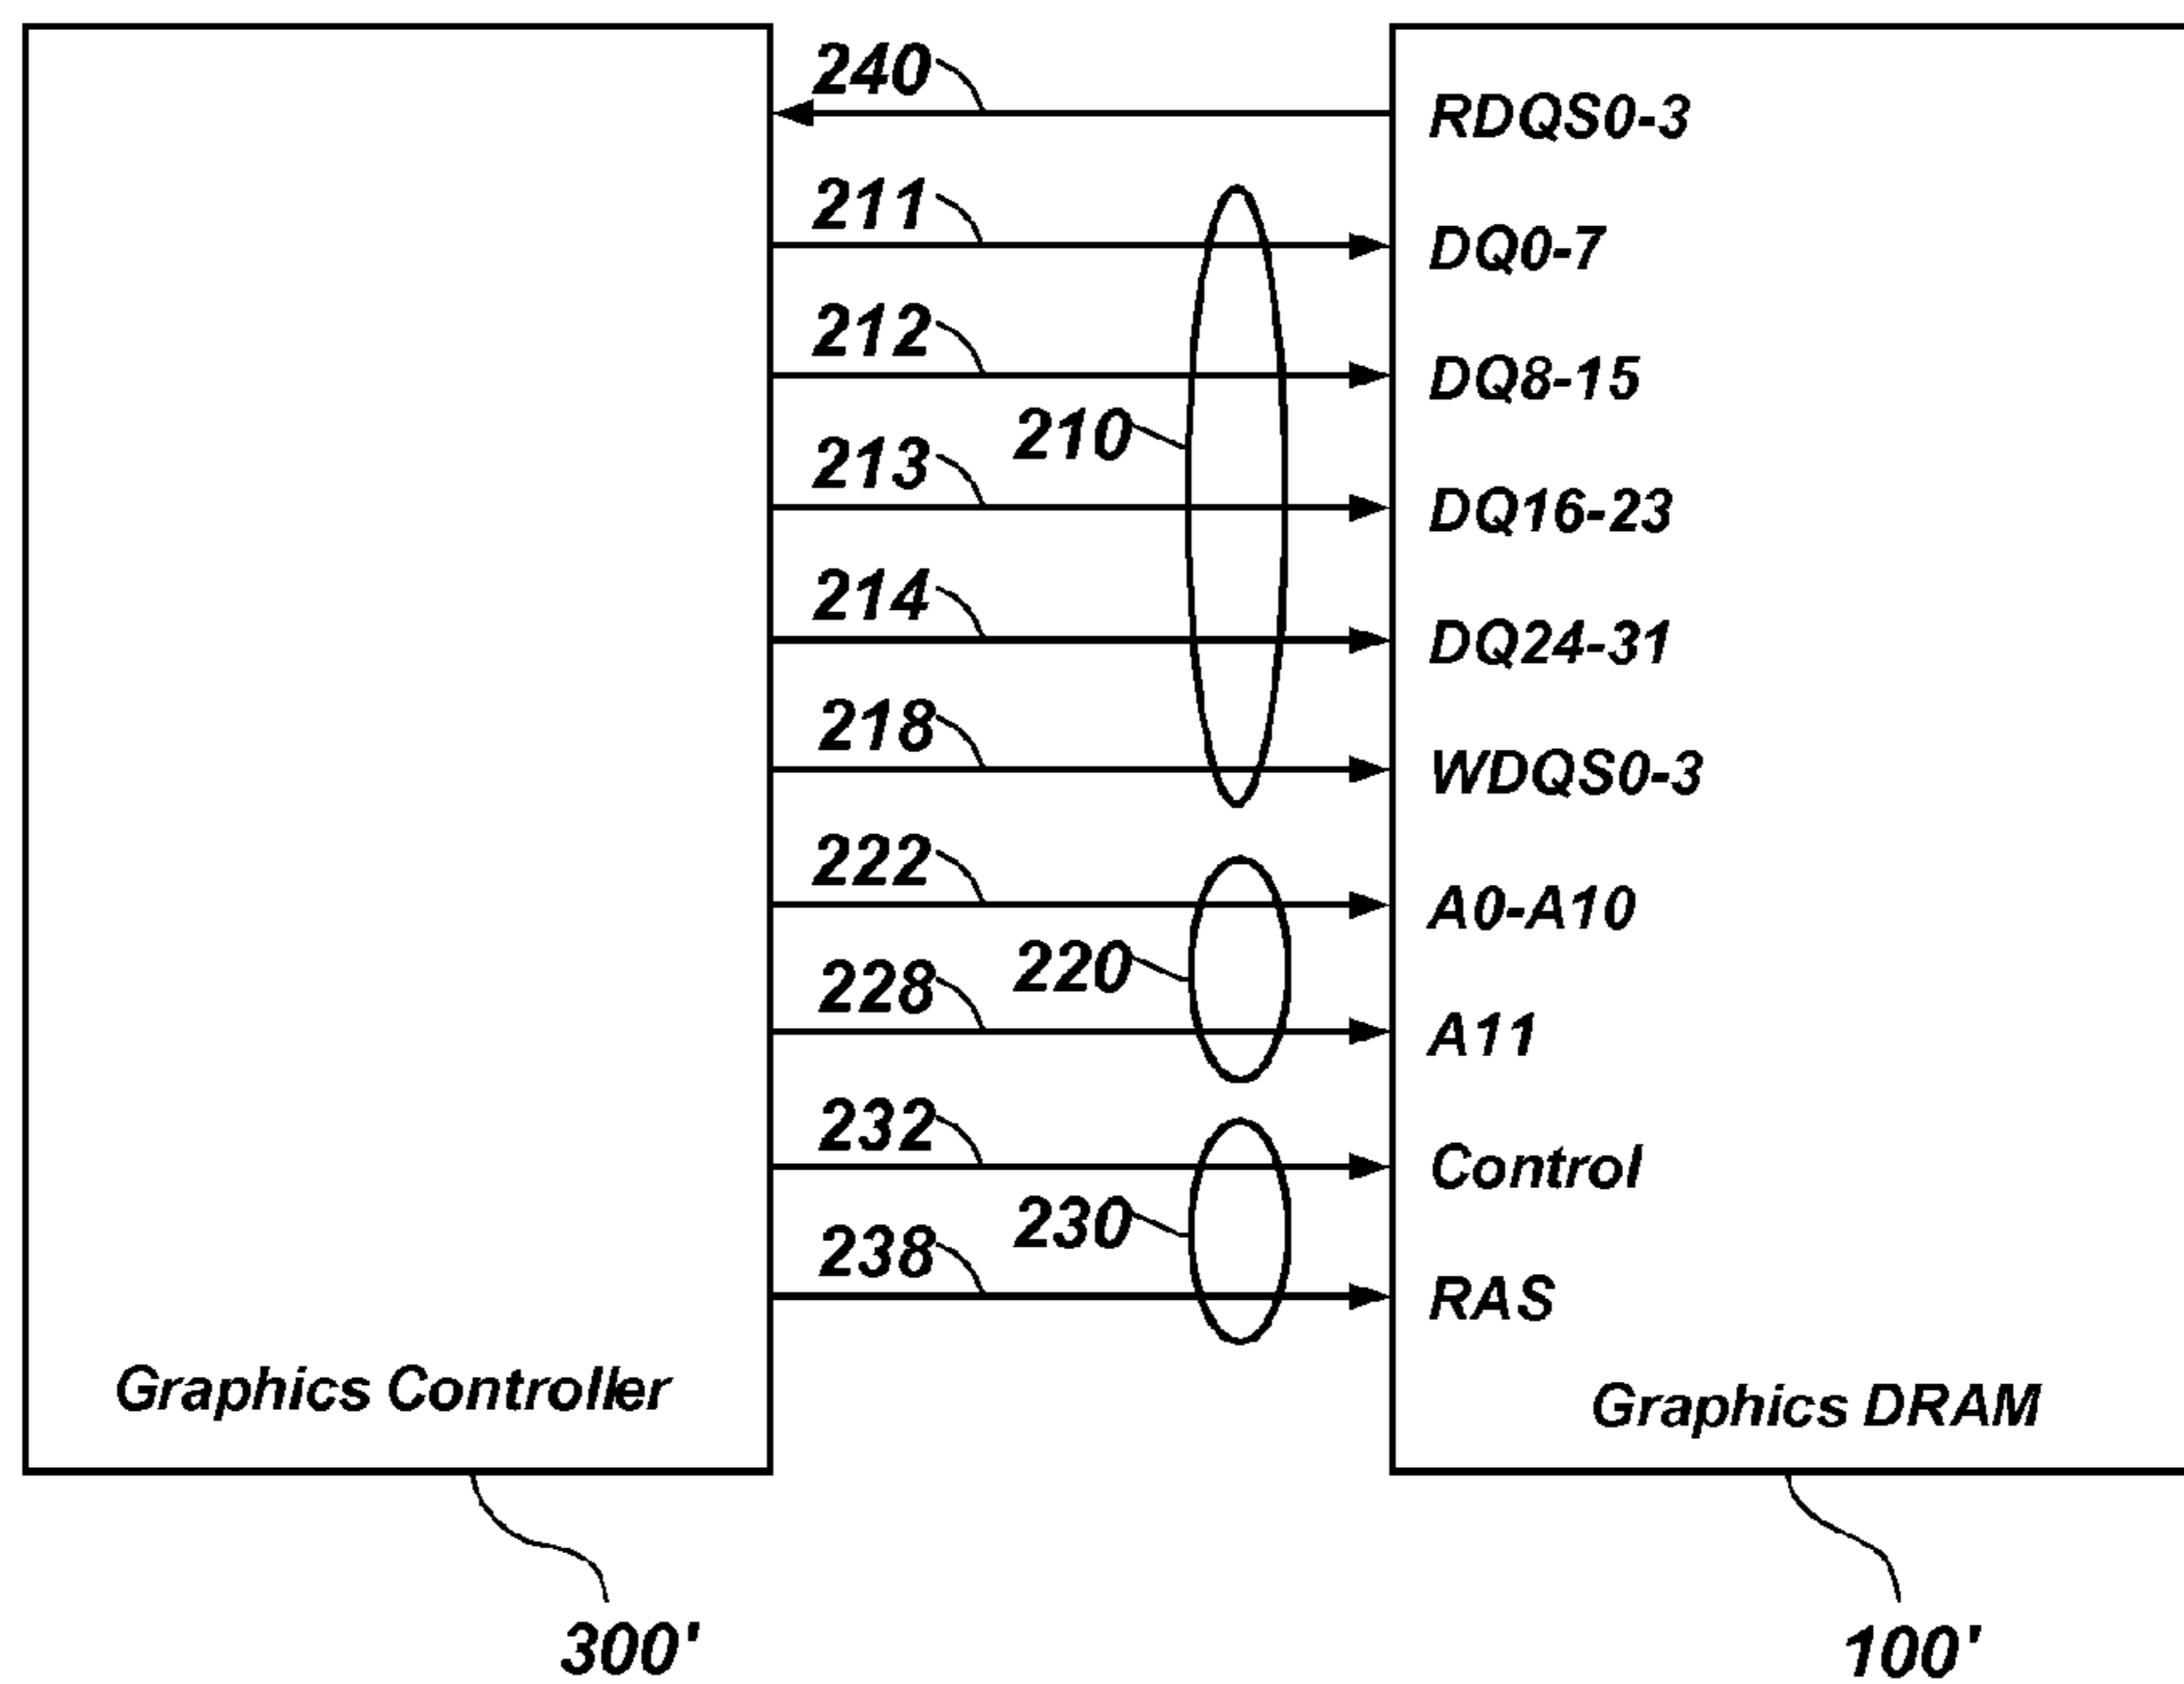 240
RDQS0-3
211
DQ0-7
212
DQ8-15
210
213
DQ16-23
214
DQ24-31
218
WDQS0-3
222
A0-A10
220
228
A11
232
Control
230
238
RAS
Graphics Controller
Graphics DRAM
300'
100'